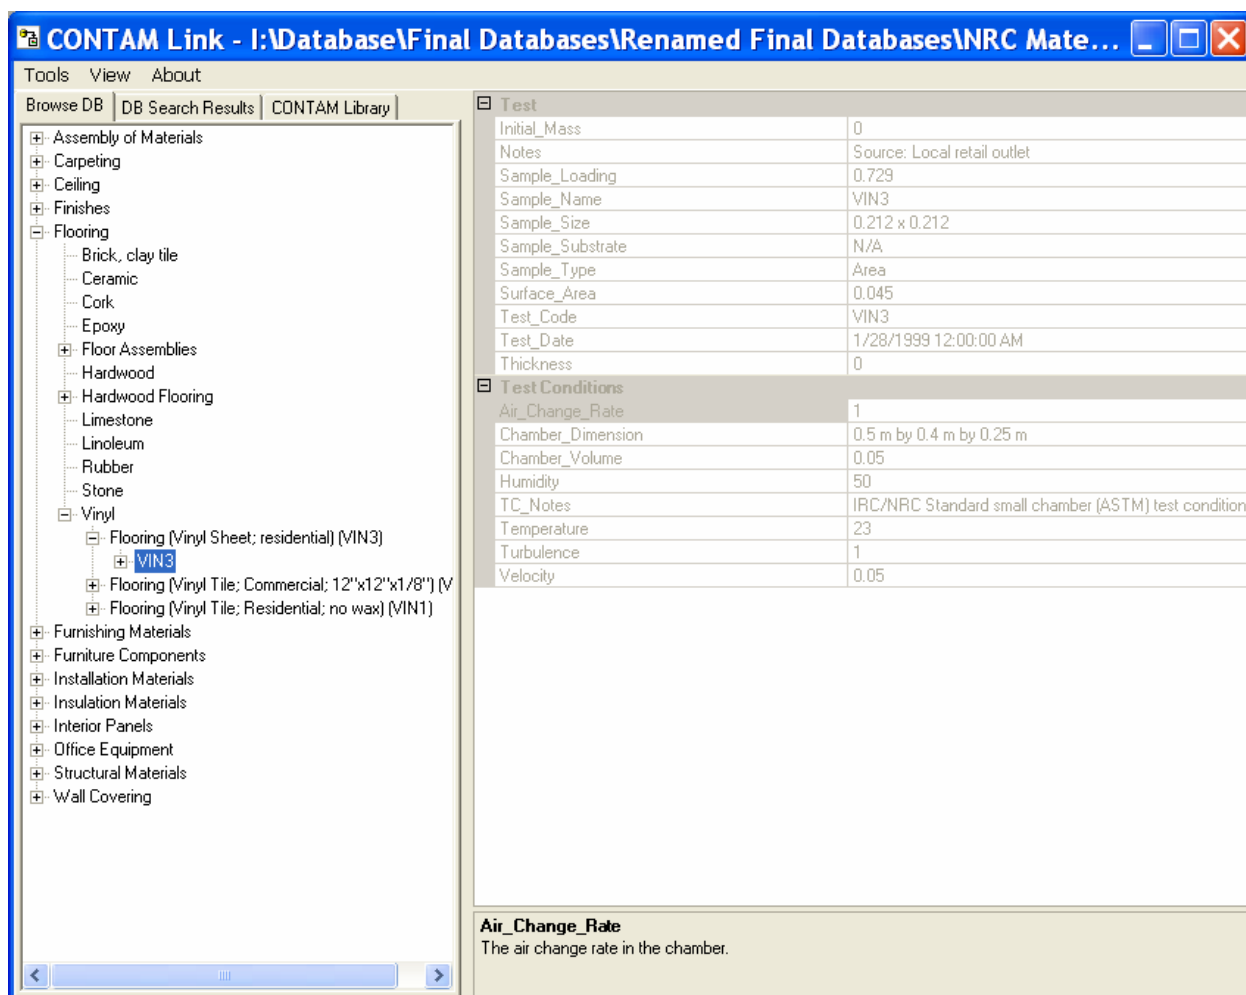 CONTAM Link - I:\Database\Final Databases\Renamed Final Databases\NRC Mate...
Tools View About
Browse DB DB Search Results CONTAM Library
Assembly of Materials
Carpeting
Ceiling
Finishes
Flooring
Brick, clay tile
Ceramic
Cork
Epoxy
Floor Assemblies
Hardwood
Hardwood Flooring
Limestone
Linoleum
Rubber
Stone
Vinyl
Flooring (Vinyl Sheet; residential) (VIN3)
VIN3
Flooring (Vinyl Tile; Commercial; 12"x12"x1/8") (V
Flooring (Vinyl Tile; Residential; no wax) (VIN1)
Furnishing Materials
Furniture Components
Installation Materials
Insulation Materials
Interior Panels
Office Equipment
Structural Materials
Wall Covering
Test
Initial_Mass 0
Notes Source: Local retail outlet
Sample_Loading 0.729
Sample_Name VIN3
Sample_Size 0.212 x 0.212
Sample_Substrate N/A
Sample_Type Area
Surface_Area 0.045
Test_Code VIN3
Test_Date 1/28/1999 12:00:00 AM
Thickness 0
Test Conditions
Air_Change_Rate 1
Chamber_Dimension 0.5 m by 0.4 m by 0.25 m
Chamber_Volume 0.05
Humidity 50
TC_Notes IRC/NRC Standard small chamber (ASTM) test condition
Temperature 23
Turbulence 1
Velocity 0.05
Air_Change_Rate
The air change rate in the chamber.